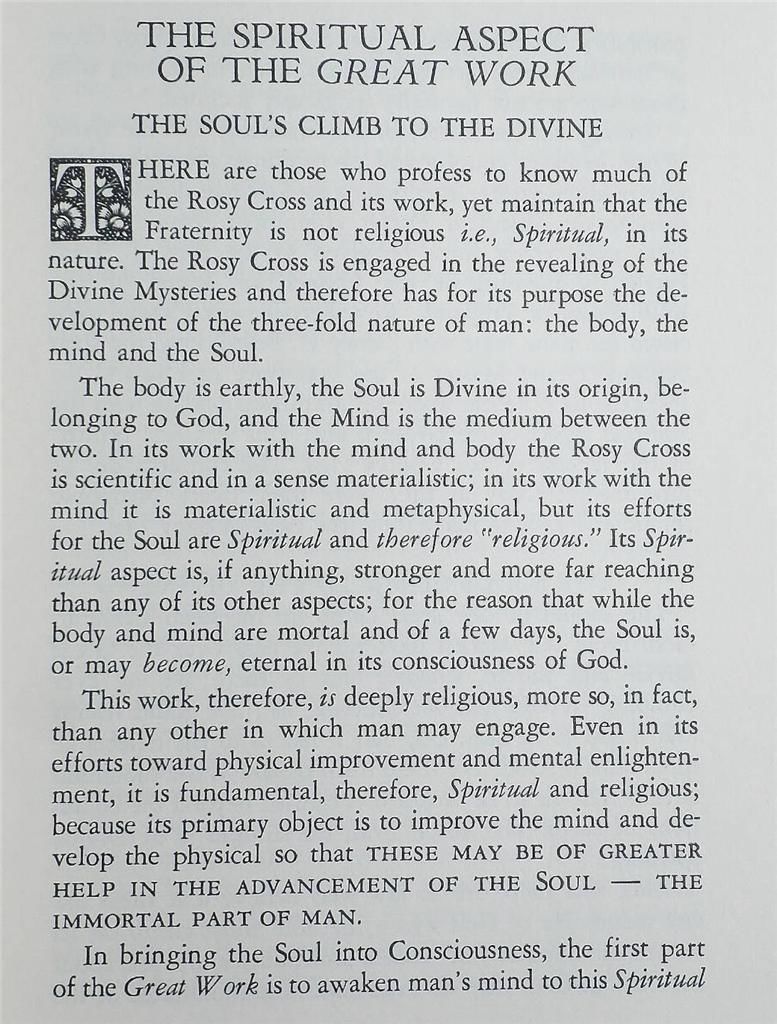 THE SPIRITUAL ASPECT
OF THE GREAT WORK
THE SOUL'S CLIMB TO THE DIVINE
THERE are those who profess to know much of
the Rosy Cross and its work, yet maintain that the
Fraternity is not religious i.e., Spiritual, in its
nature. The Rosy Cross is engaged in the revealing of the
Divine Mysteries and therefore has for its purpose the de-
velopment of the three-fold nature of man: the body, the
mind and the Soul.
The body is earthly, the Soul is Divine in its origin, be-
longing to God, and the Mind is the medium between the
two. In its work with the mind and body the Rosy Cross
is scientific and in a sense materialistic; in its work with the
mind it is materialistic and metaphysical, but its efforts
for the Soul are Spiritual and therefore "religious." Its Spir-
itual aspect is, if anything, stronger and more far reaching
than any of its other aspects; for the reason that while the
body and mind are mortal and of a few days, the Soul is,
or may become, eternal in its consciousness of God.
This work, therefore, is deeply religious, more so, in fact,
than any other in which man may engage. Even in its
efforts toward physical improvement and mental enlighten-
ment, it is fundamental, therefore, Spiritual and religious;
because its primary object is to improve the mind and de-
velop the physical so that THESE MAY BE OF GREATER
HELP IN THE ADVANCEMENT OF THE SOUL — THE
IMMORTAL PART OF MAN.
In bringing the Soul into Consciousness, the first part
of the Great Work is to awaken man's mind to this Spiritual